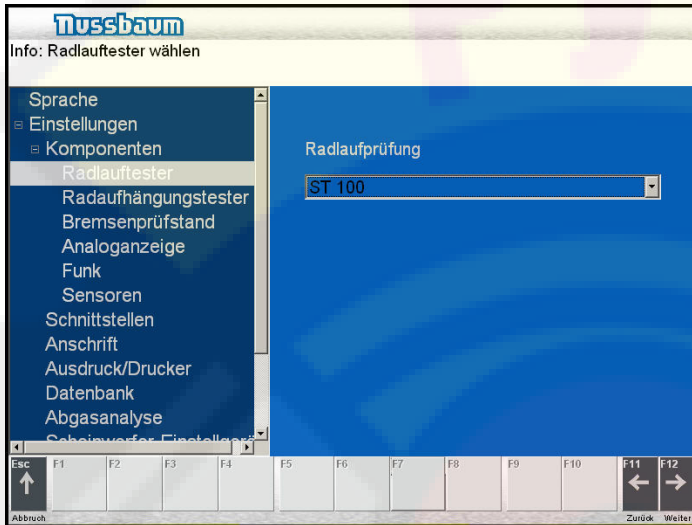 Nussbaum
Info: Radlauftester wählen
Sprache
Einstellungen
Komponenten
Radlauftester
Radaufhängungstester
Bremsenprüfstand
Analoganzeige
Funk
Sensoren
Schnittstellen
Anschrift
Ausdruck/Drucker
Datenbank
Abgasanalyse
Radlaufprüfung
ST 100
Esc F1 F2 F3 F4 F5 F6 F7 F8 F9 F10 F11 F12
Abbruch Zurück Weiter